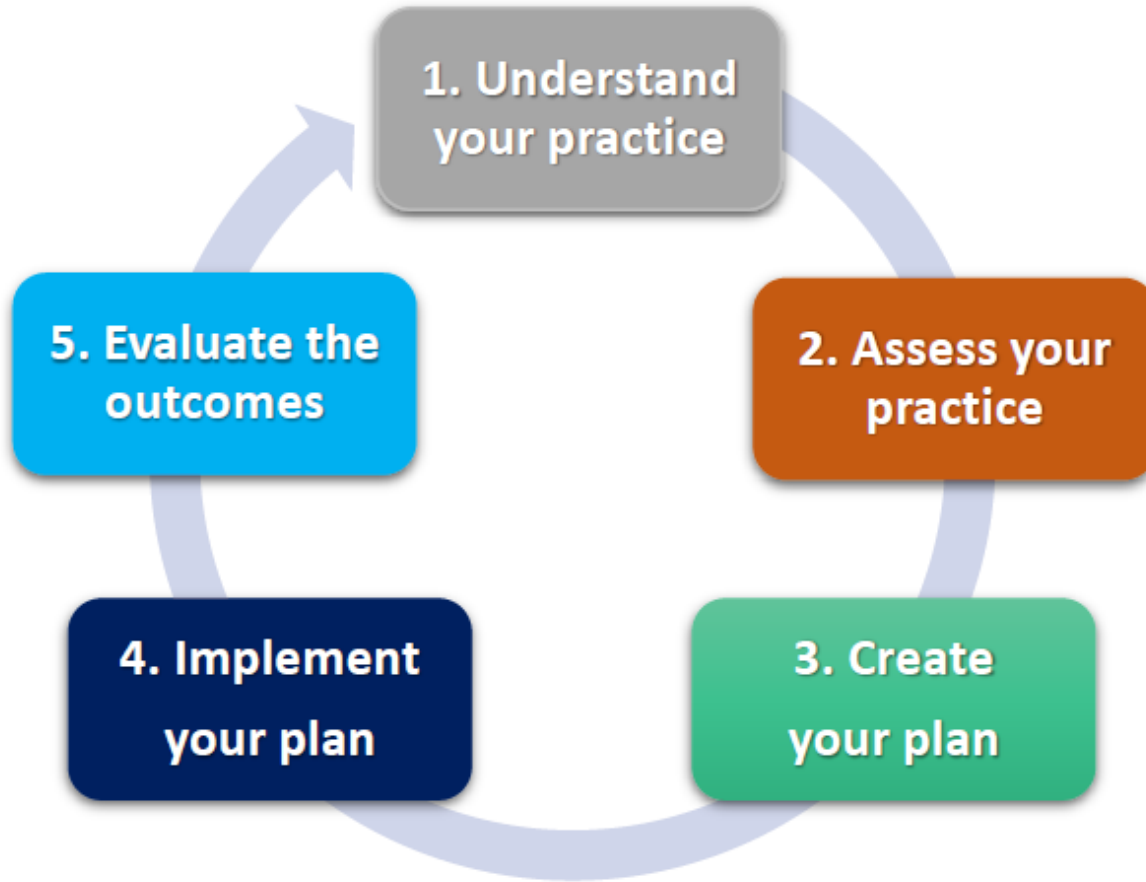 1. Understand
your practice
2. Assess your
practice
3. Create
your plan
4. Implement
your plan
5. Evaluate the
outcomes